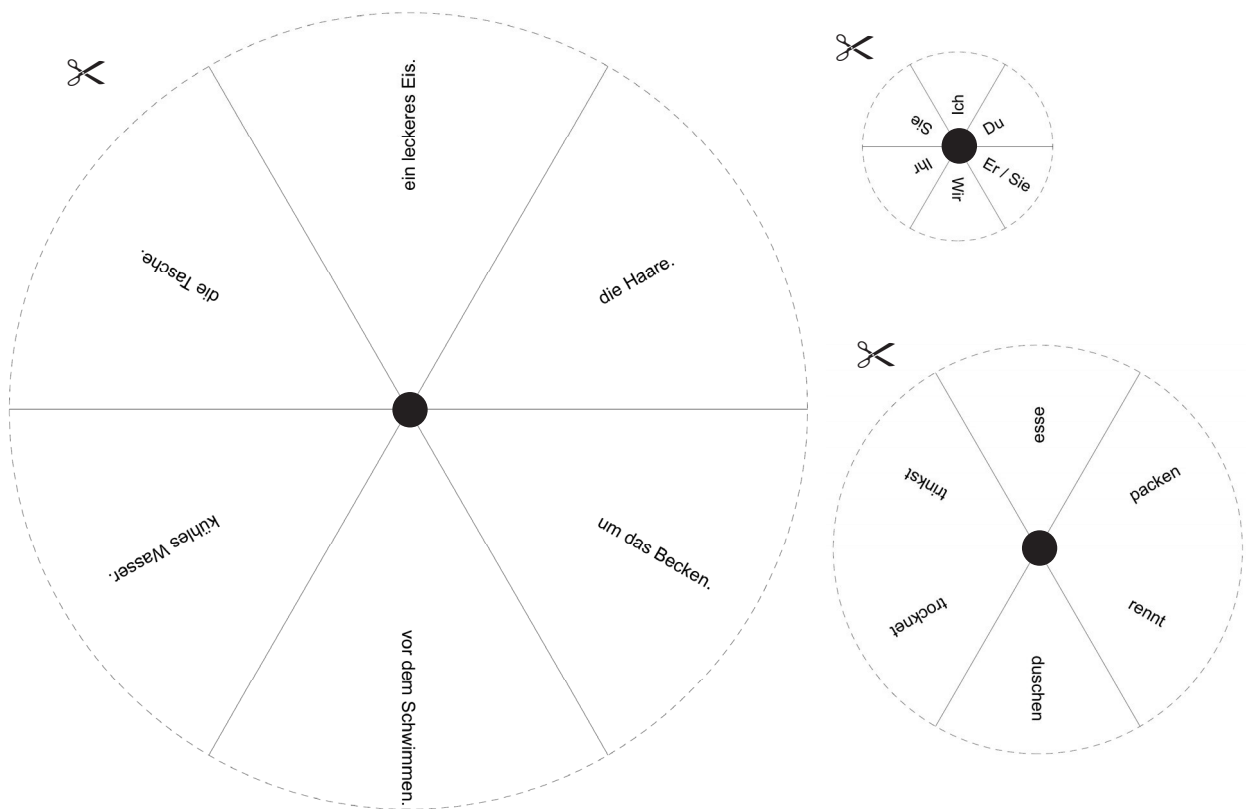 ein leckeres Eis.
die Haare.
um das Becken.
vor dem Schwimmen.
kühles Wasser.
die Tasche.
Ich
Du
Er / Sie
Wir
Ihr
Sie
esse
packen
rennt
duschen
trocknet
trinkst